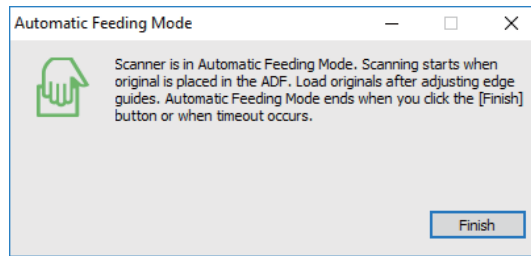 Automatic Feeding Mode
Scanner is in Automatic Feeding Mode. Scanning starts when
original is placed in the ADF. Load originals after adjusting edge
guides. Automatic Feeding Mode ends when you click the [Finish]
button or when timeout occurs.
Finish